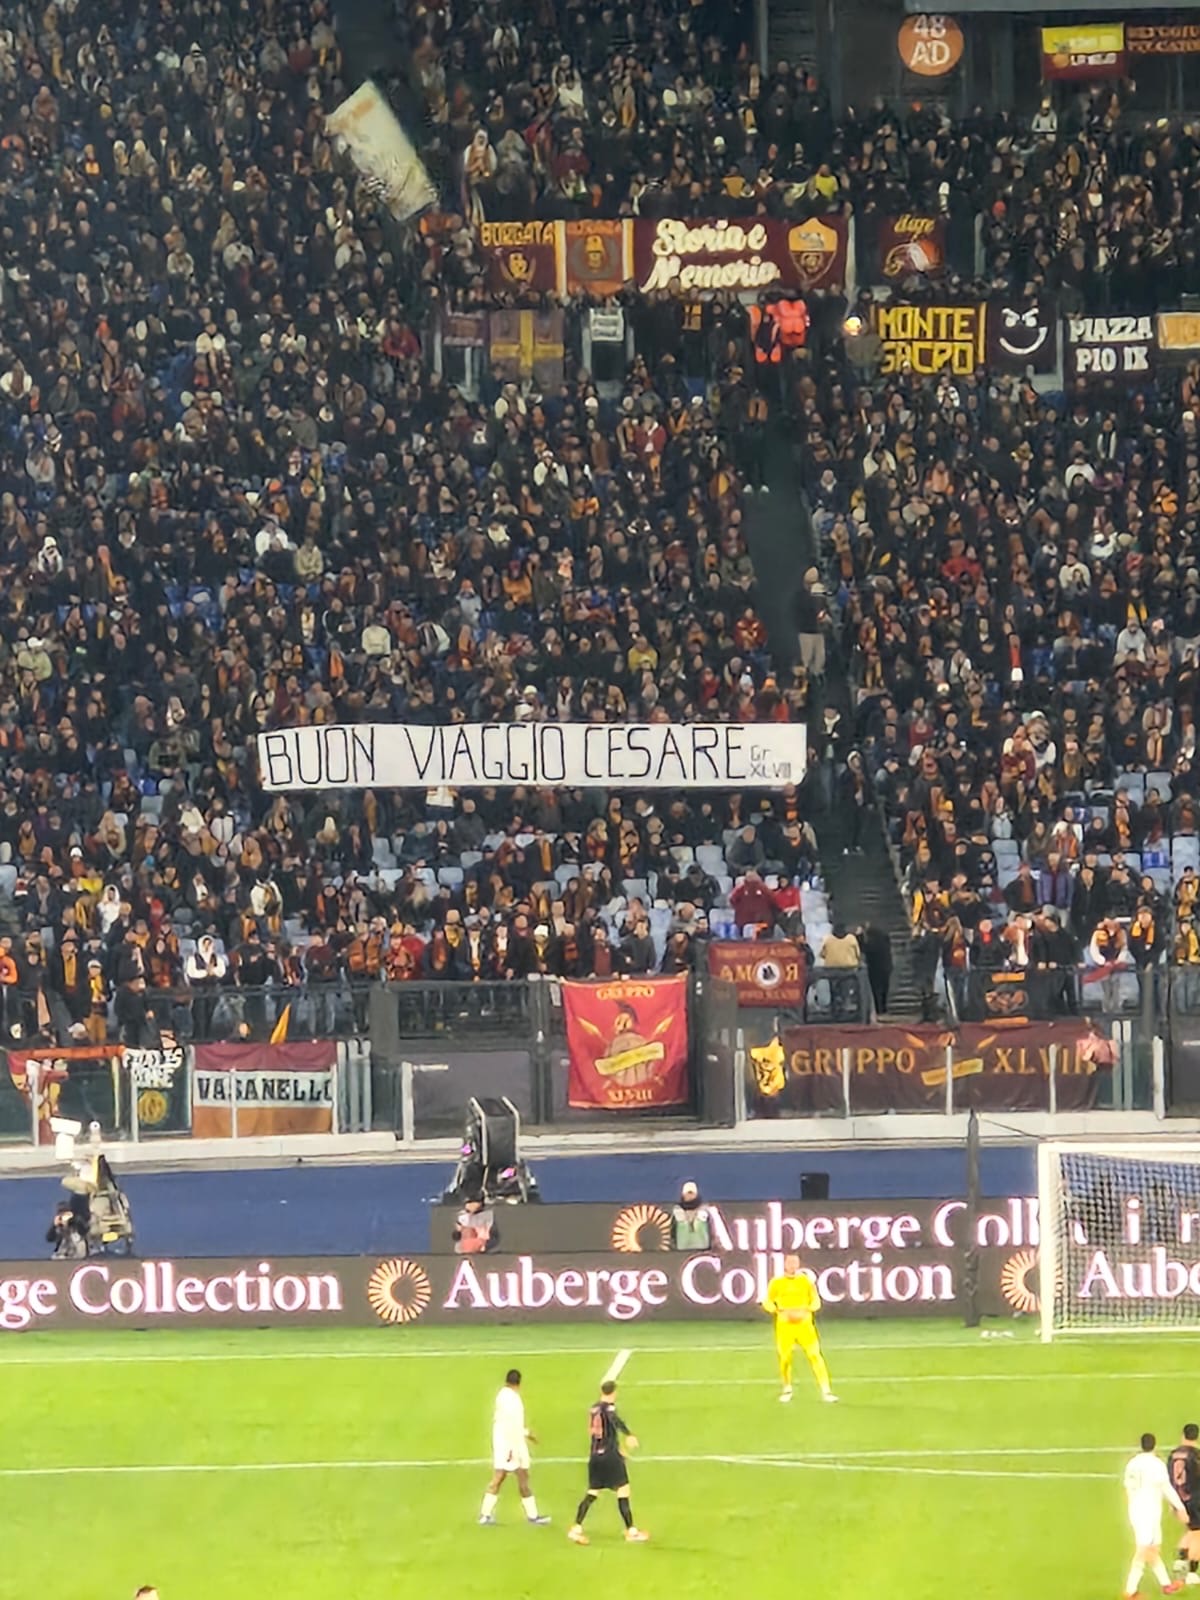 48
AD
BORGATA
Storia e
Memoria
MONTE
SACRO
PIAZZA
PIO IX
BUON VIAGGIO CESARE Gr
XLVIII
GRUPPO
XLVIII
GRUPPO XLVIII
VASANELLO
Auberge Coll
ge Collection Auberge Collection Aube